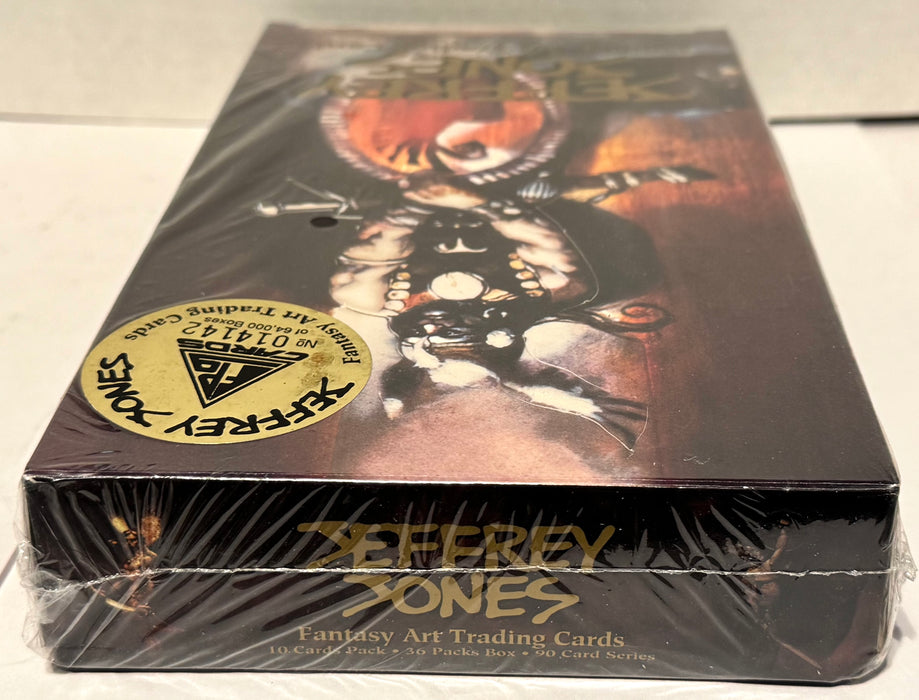 JEFFREY
JONES
JEFFREY JONES
FPG
CARDS
№ 014142
of 64,000 Boxes
Fantasy Art Trading Cards
JEFFREY
JONES
Fantasy Art Trading Cards
10 Cards Pack • 36 Packs Box • 90 Card Series